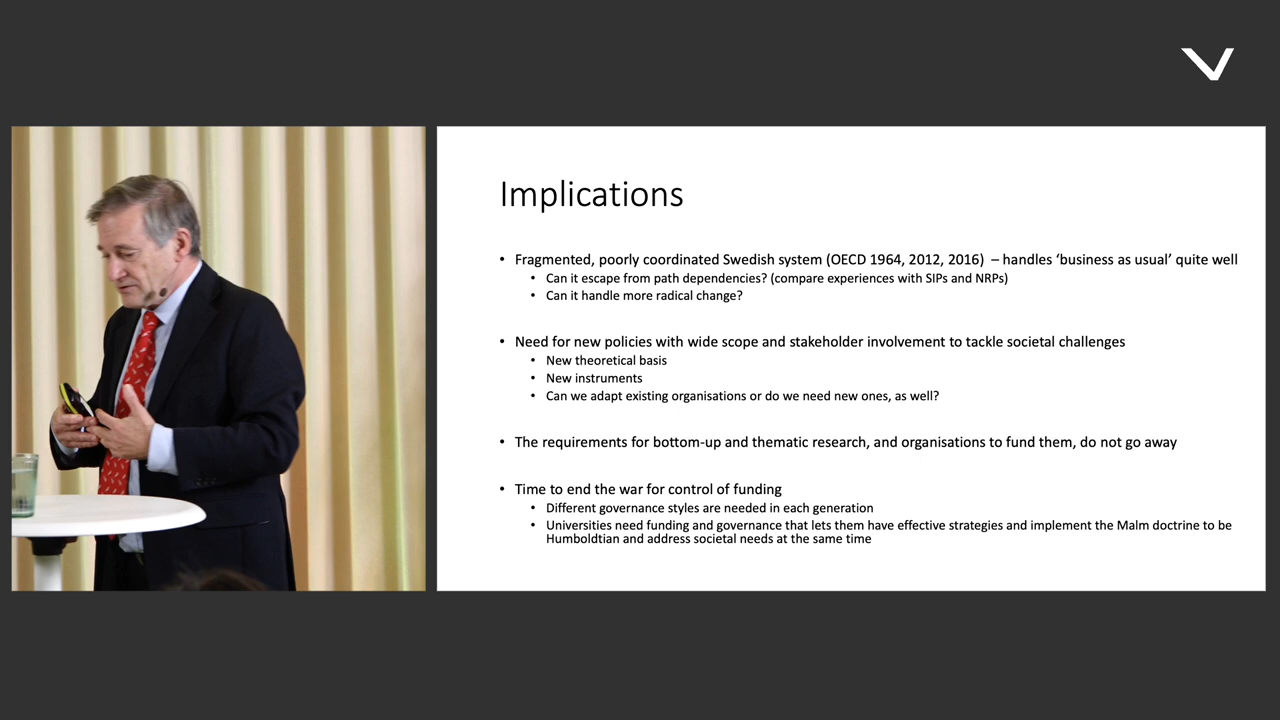 Implications
• Fragmented, poorly coordinated Swedish system (OECD 1964, 2012, 2016) – handles ‘business as usual’ quite well
• Can it escape from path dependencies? (compare experiences with SIPs and NRPs)
• Can it handle more radical change?
• Need for new policies with wide scope and stakeholder involvement to tackle societal challenges
• New theoretical basis
• New instruments
• Can we adapt existing organisations or do we need new ones, as well?
• The requirements for bottom-up and thematic research, and organisations to fund them, do not go away
• Time to end the war for control of funding
• Different governance styles are needed in each generation
• Universities need funding and governance that lets them have effective strategies and implement the Malm doctrine to be
Humboldtian and address societal needs at the same time